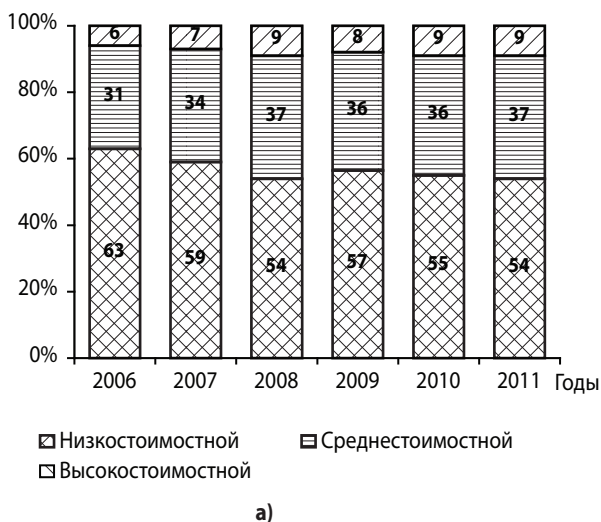 100%
80%
60%
40%
20%
0%
6 7 9 8 9 9
31 34 37 36 36 37
63 59 54 57 55 54
2006 2007 2008 2009 2010 2011 Годы
Низкостоимостной Среднестоимостной
Высокостоимостной
а)